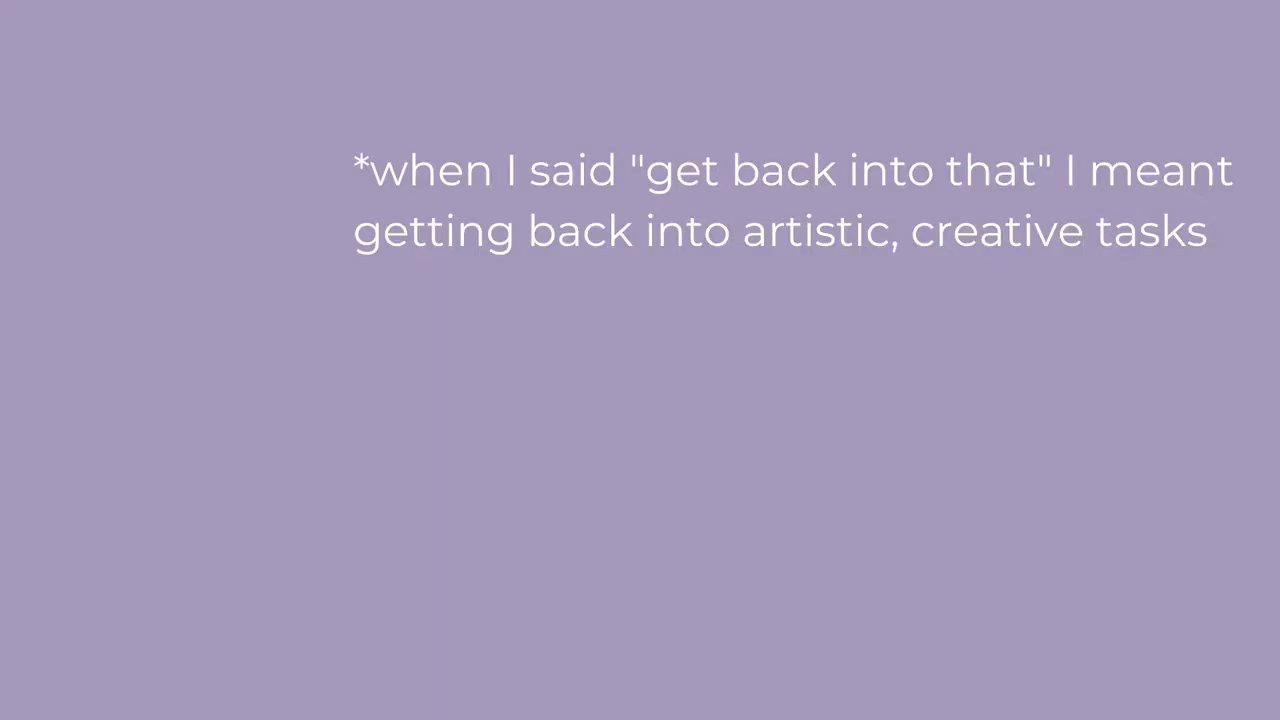 *when I said "get back into that" I meant
getting back into artistic, creative tasks